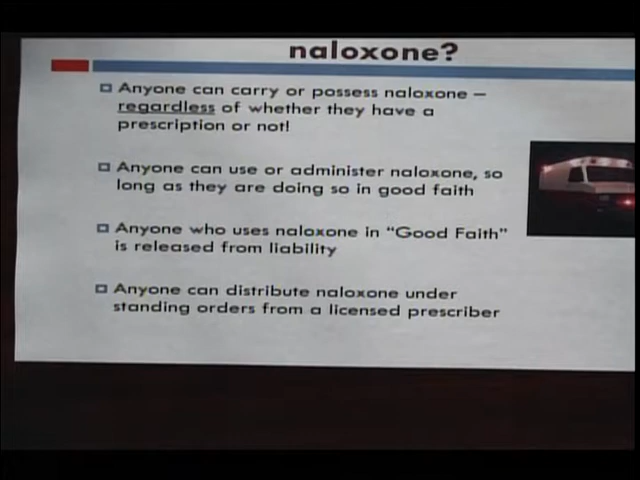 naloxone?
Anyone can carry or possess naloxone –
regardless of whether they have a
prescription or not!
Anyone can use or administer naloxone, so
long as they are doing so in good faith
Anyone who uses naloxone in “Good Faith”
is released from liability
Anyone can distribute naloxone under
standing orders from a licensed prescriber